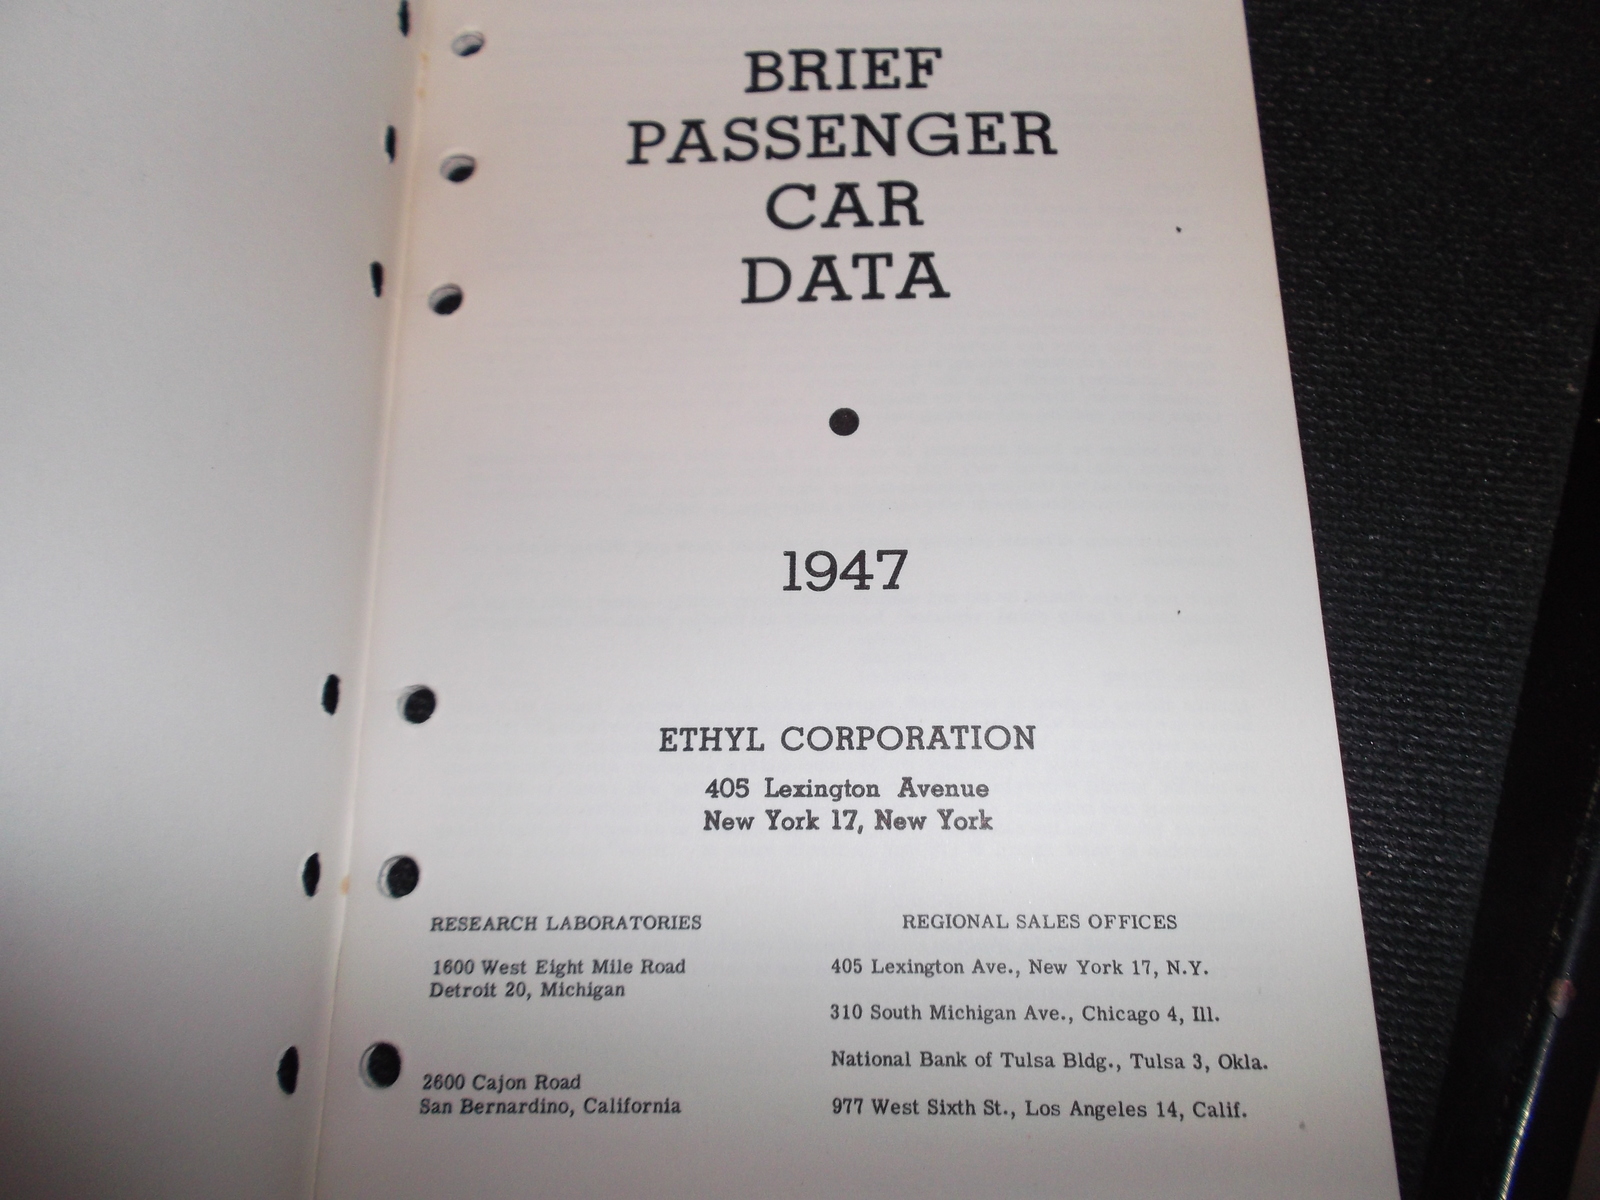 BRIEF
PASSENGER
CAR
DATA
1947
ETHYL CORPORATION
405 Lexington Avenue
New York 17, New York
RESEARCH LABORATORIES
1600 West Eight Mile Road
Detroit 20, Michigan
2600 Cajon Road
San Bernardino, California
REGIONAL SALES OFFICES
405 Lexington Ave., New York 17, N.Y.
310 South Michigan Ave., Chicago 4, Ill.
National Bank of Tulsa Bldg., Tulsa 3, Okla.
977 West Sixth St., Los Angeles 14, Calif.